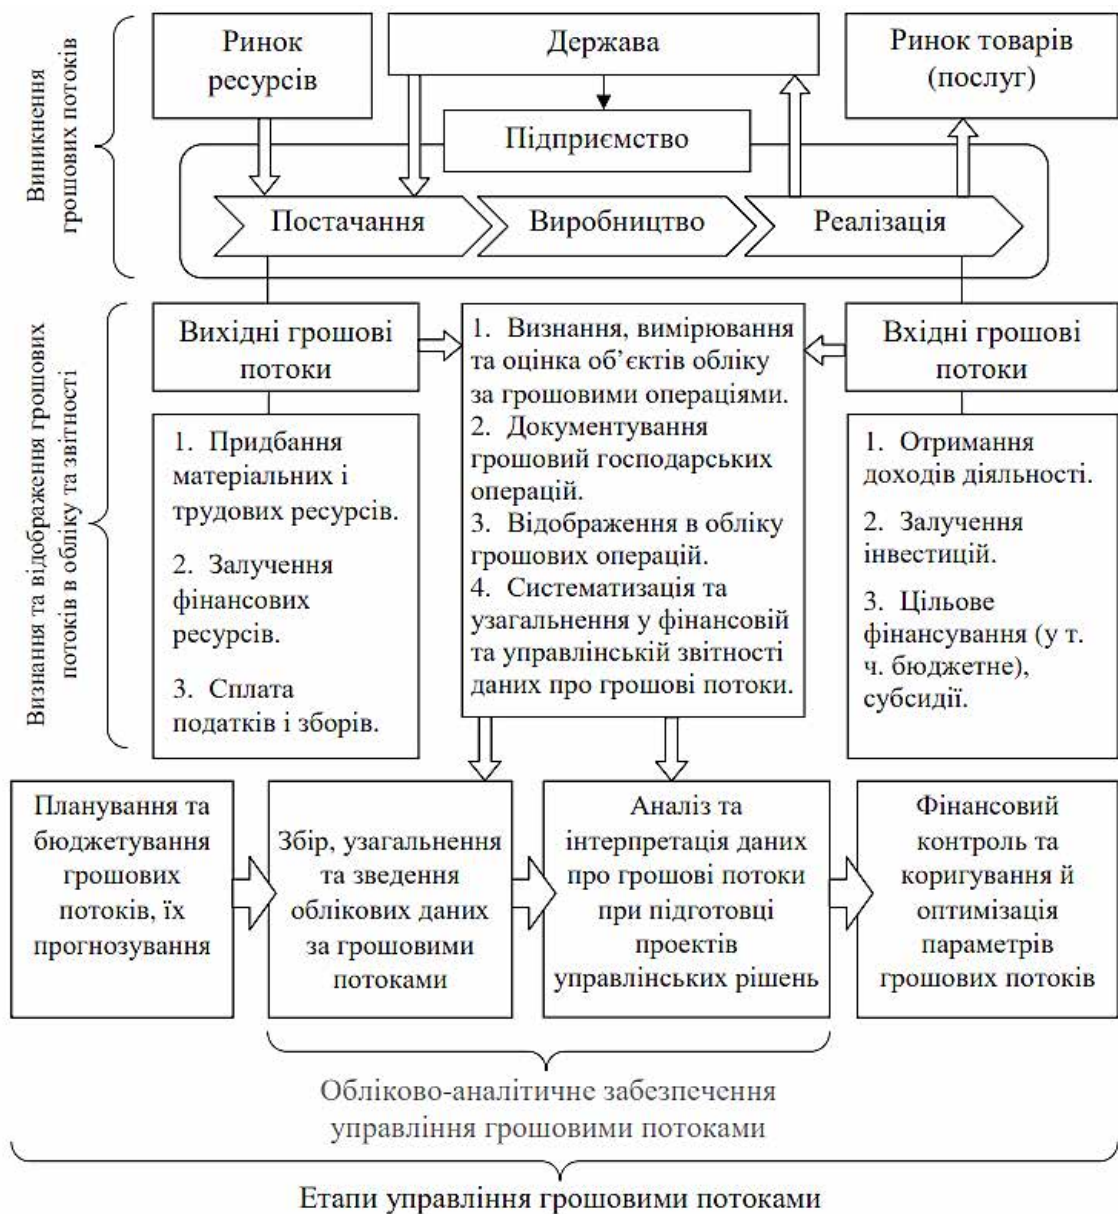 Виникнення
грошових потоків
Ринок
ресурсів
Держава
Ринок товарів
(послуг)
Підприємство
Постачання
Виробництво
Реалізація
Визнання та відображення грошових
потоків в обліку та звітності
Вихідні грошові
потоки
1. Придбання
матеріальних і
трудових ресурсів.
2. Залучення
фінансових
ресурсів.
3. Сплата
податків і зборів.
1. Визнання, вимірювання
та оцінка об’єктів обліку
за грошовими операціями.
2. Документування
грошовий господарських
операцій.
3. Відображення в обліку
грошових операцій.
4. Систематизація та
узагальнення у фінансовій
та управлінській звітності
даних про грошові потоки.
Вхідні грошові
потоки
1. Отримання
доходів діяльності.
2. Залучення
інвестицій.
3. Цільове
фінансування (у т.
ч. бюджетне),
субсидії.
Планування та
бюджетування
грошових
потоків, їх
прогнозування
Збір, узагальнення
та зведення
облікових даних
за грошовими
потоками
Аналіз та
інтерпретація даних
про грошові потоки
при підготовці
проектів
управлінських рішень
Фінансовий
контроль та
коригування й
оптимізація
параметрів
грошових потоків
Обліково-аналітичне забезпечення
управління грошовими потоками
Етапи управління грошовими потоками